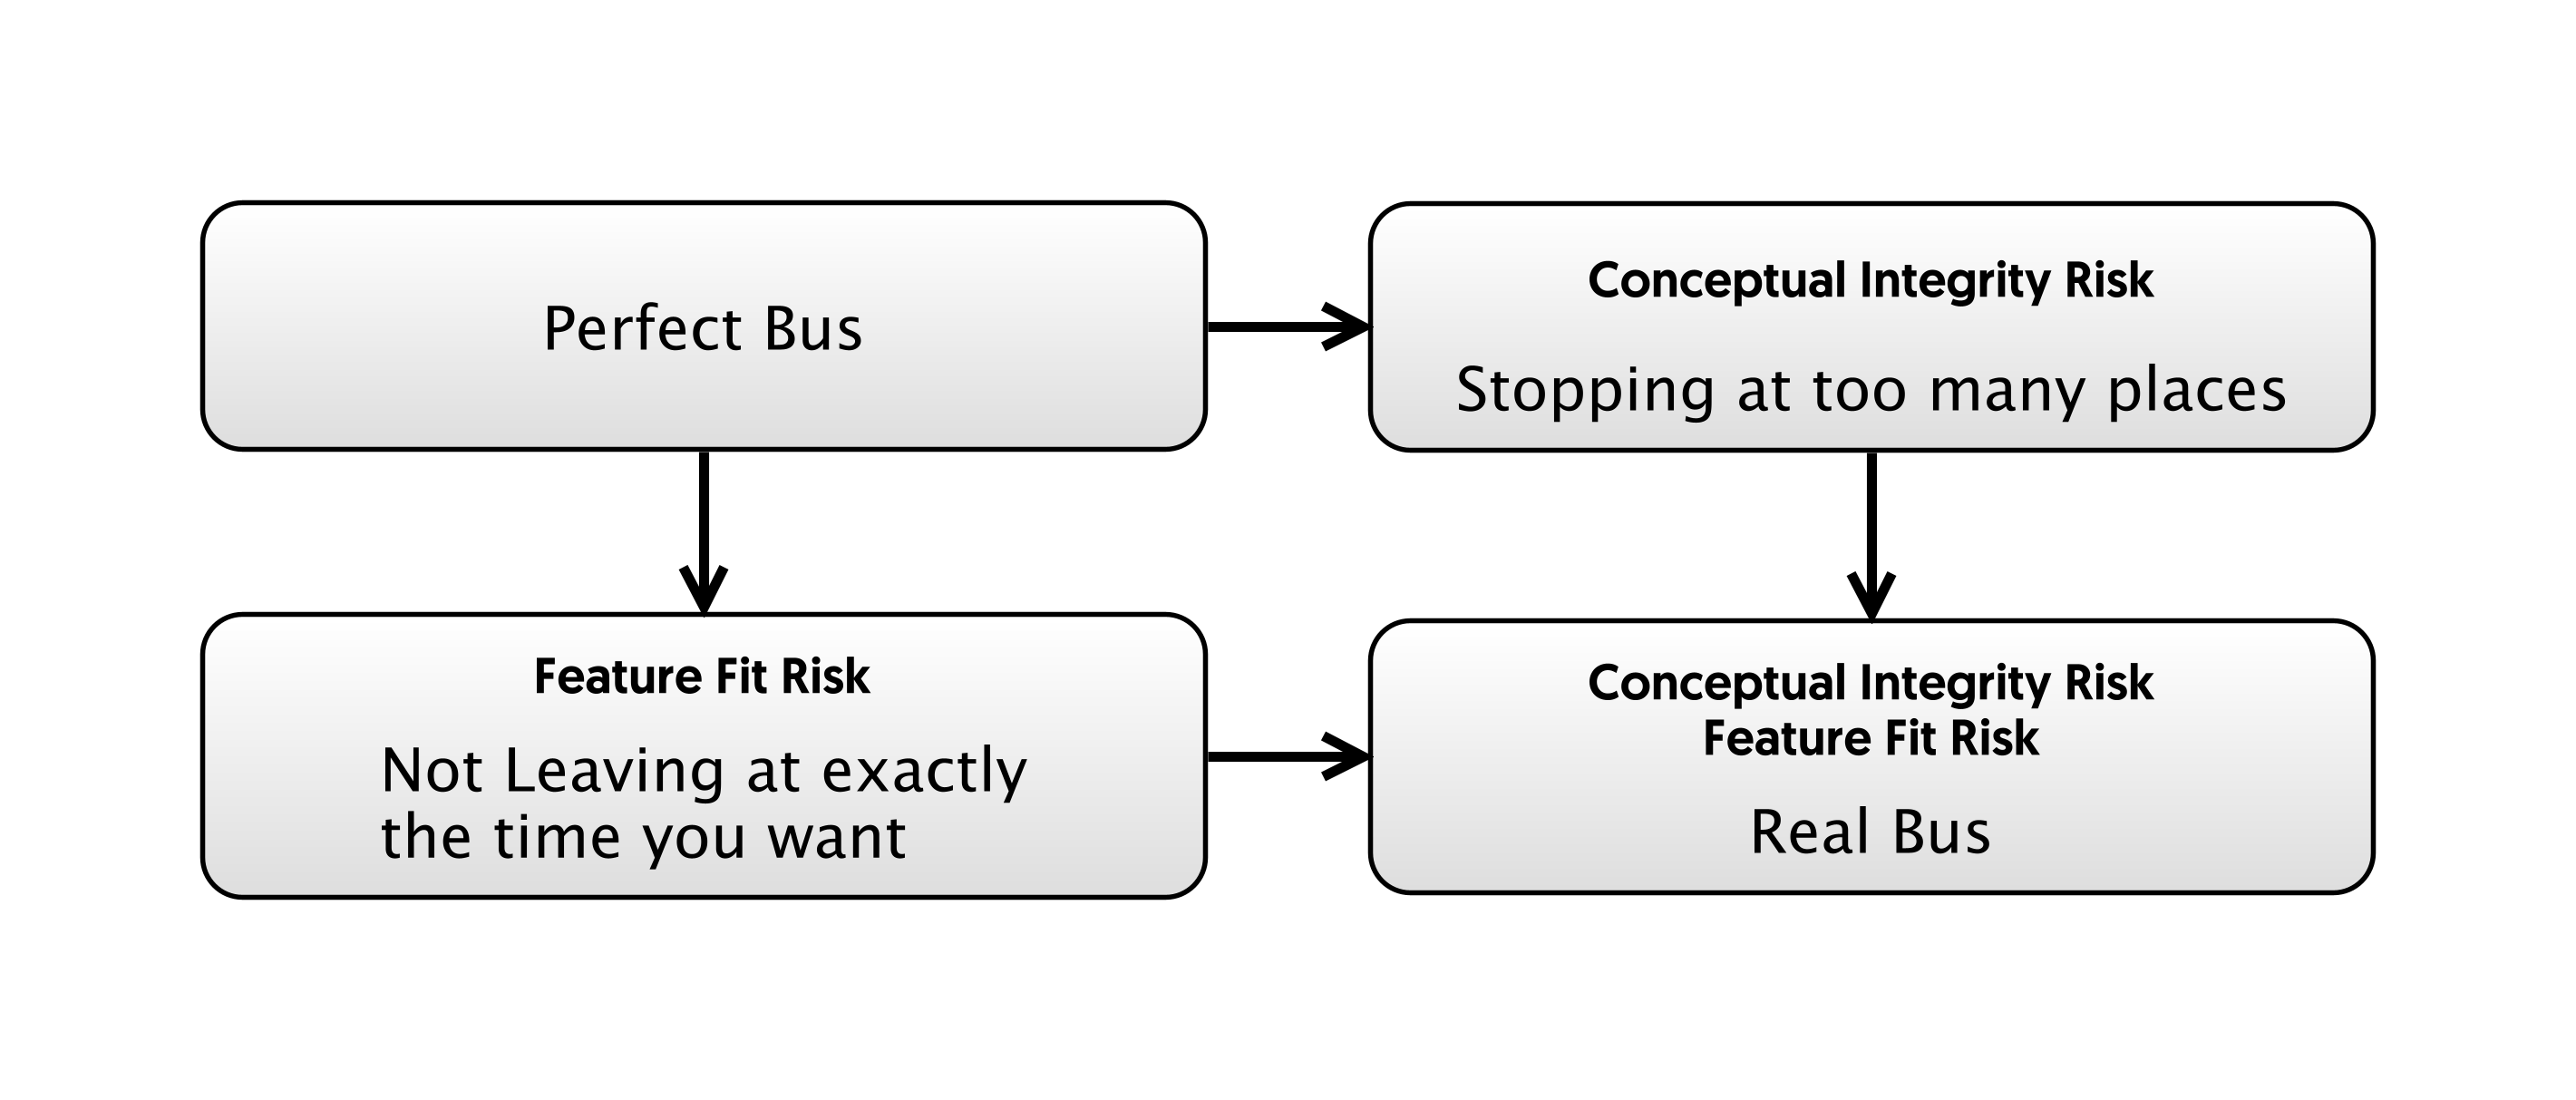 Perfect Bus
Conceptual Integrity Risk
Stopping at too many places
Feature Fit Risk
Not Leaving at exactly
the time you want
Conceptual Integrity Risk
Feature Fit Risk
Real Bus